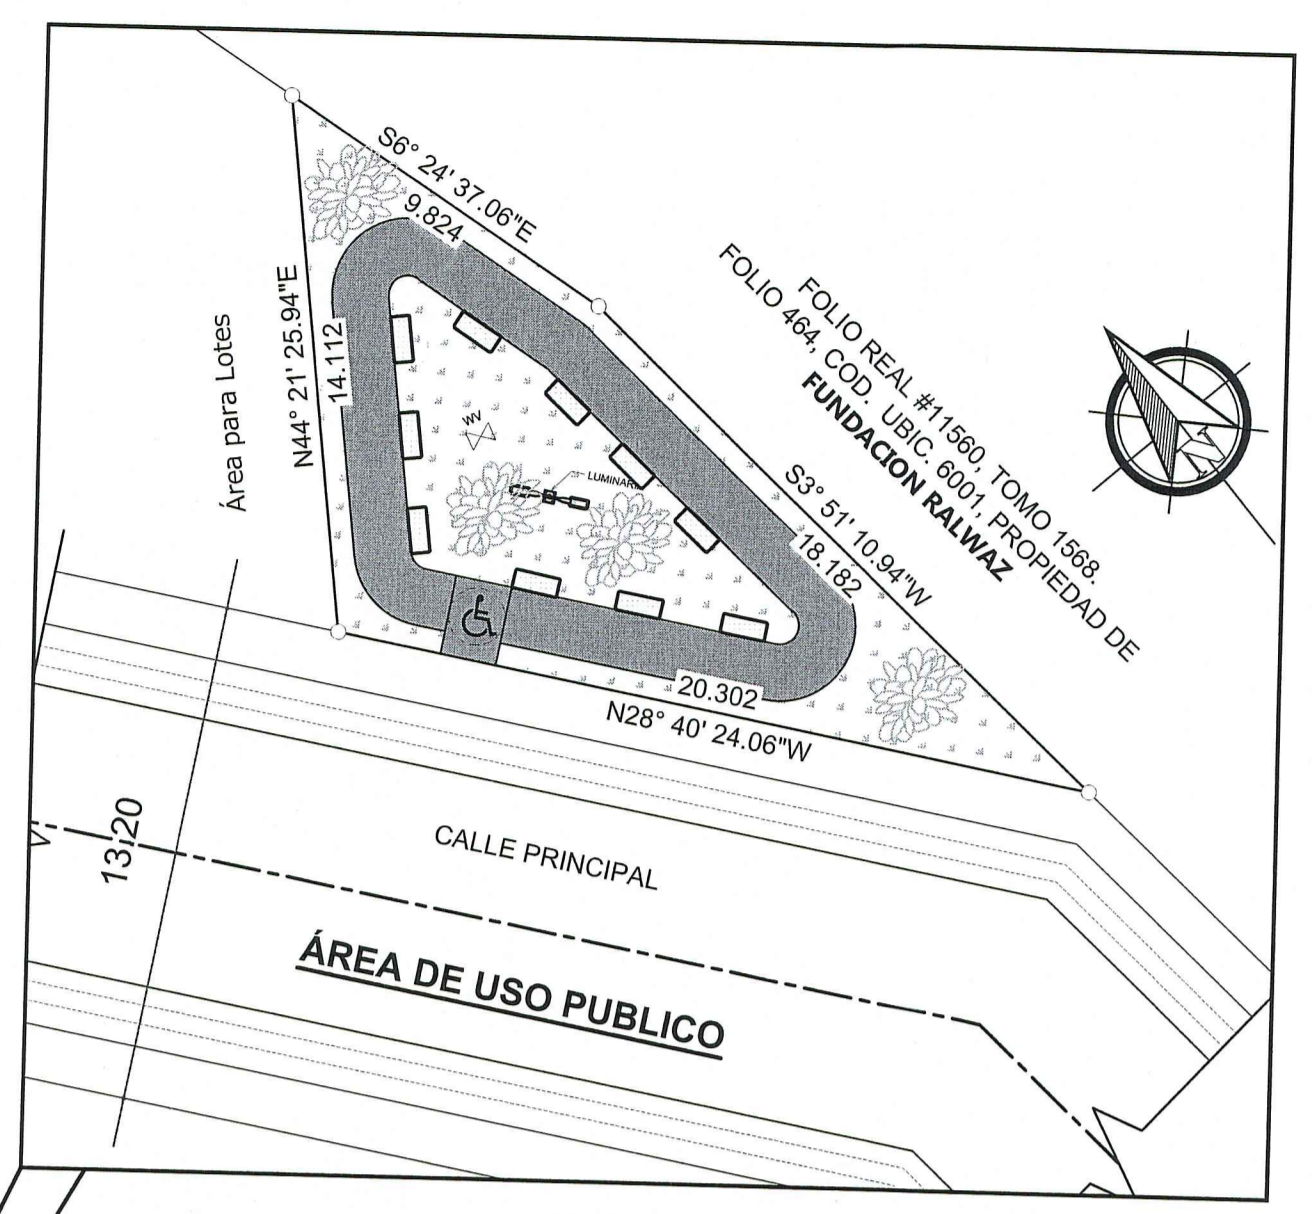 S6° 24' 37.06"E
9.824
N44° 21' 25.94"E
14.112
Área para Lotes
FOLIO REAL #11560, TOMO 1568.
FOLIO 464, COD. UBIC. 6001, PROPIEDAD DE
FUNDACION RALWAZ
N
S3° 51' 10.94"W
18.182
LUMINARIA
20.302
N28° 40' 24.06"W
13.20
CALLE PRINCIPAL
ÁREA DE USO PUBLICO